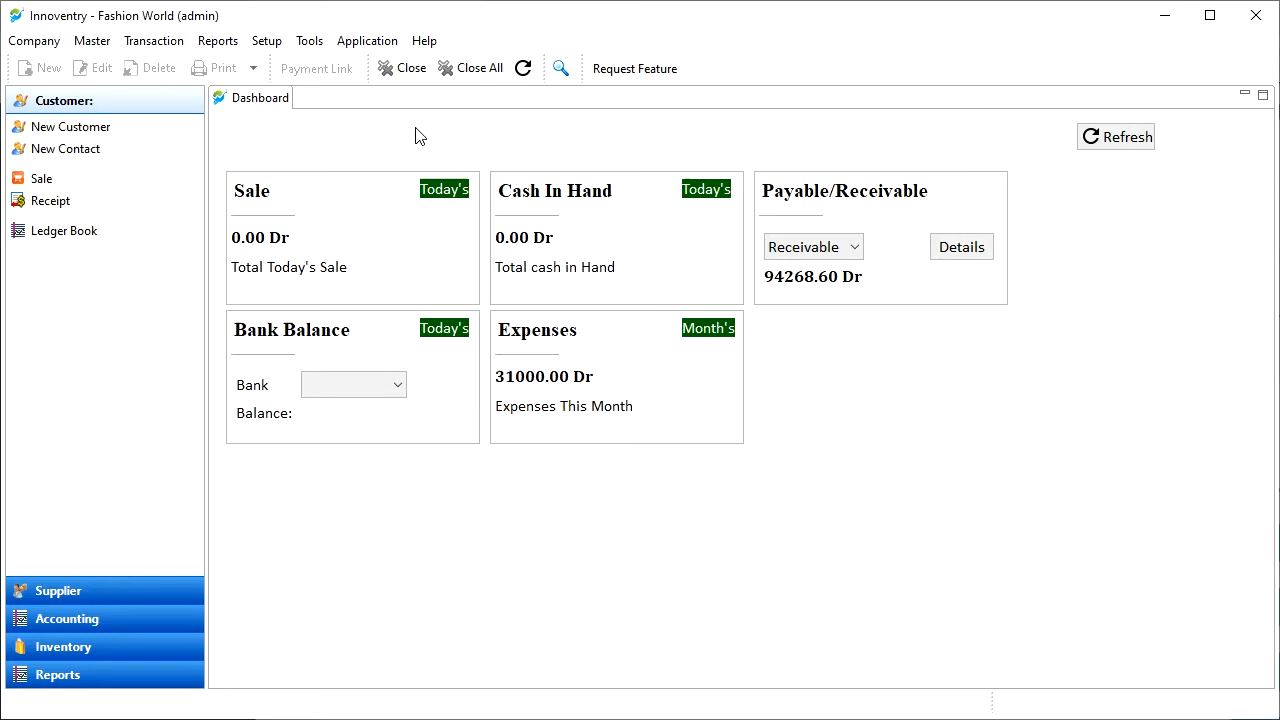 Innoventry - Fashion World (admin)
Company Master Transaction Reports Setup Tools Application Help
New Edit Delete Print Payment Link Close Close All Request Feature
Customer:
New Customer
New Contact
Sale
Receipt
Ledger Book
Supplier
Accounting
Inventory
Reports
Dashboard
Refresh
Sale Today's
0.00 Dr
Total Today's Sale
Cash In Hand Today's
0.00 Dr
Total cash in Hand
Payable/Receivable
Receivable Details
94268.60 Dr
Bank Balance Today's
Bank
Balance:
Expenses Month's
31000.00 Dr
Expenses This Month